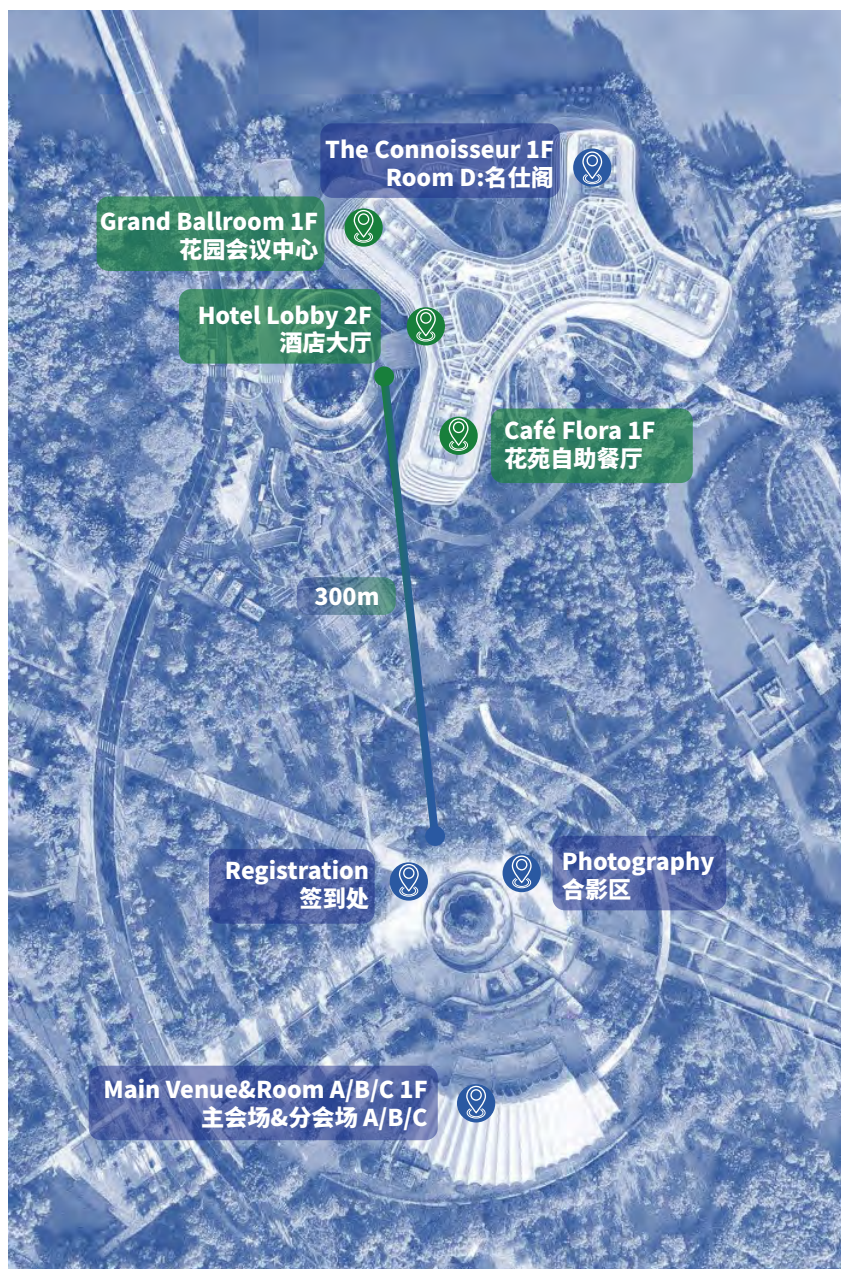 The Connoisseur 1F
Room D:名仕阁
Grand Ballroom 1F
花园会议中心
Hotel Lobby 2F
酒店大厅
Café Flora 1F
花苑自助餐厅
300m
Registration
签到处
Photography
合影区
Main Venue&Room A/B/C 1F
主会场&分会场 A/B/C